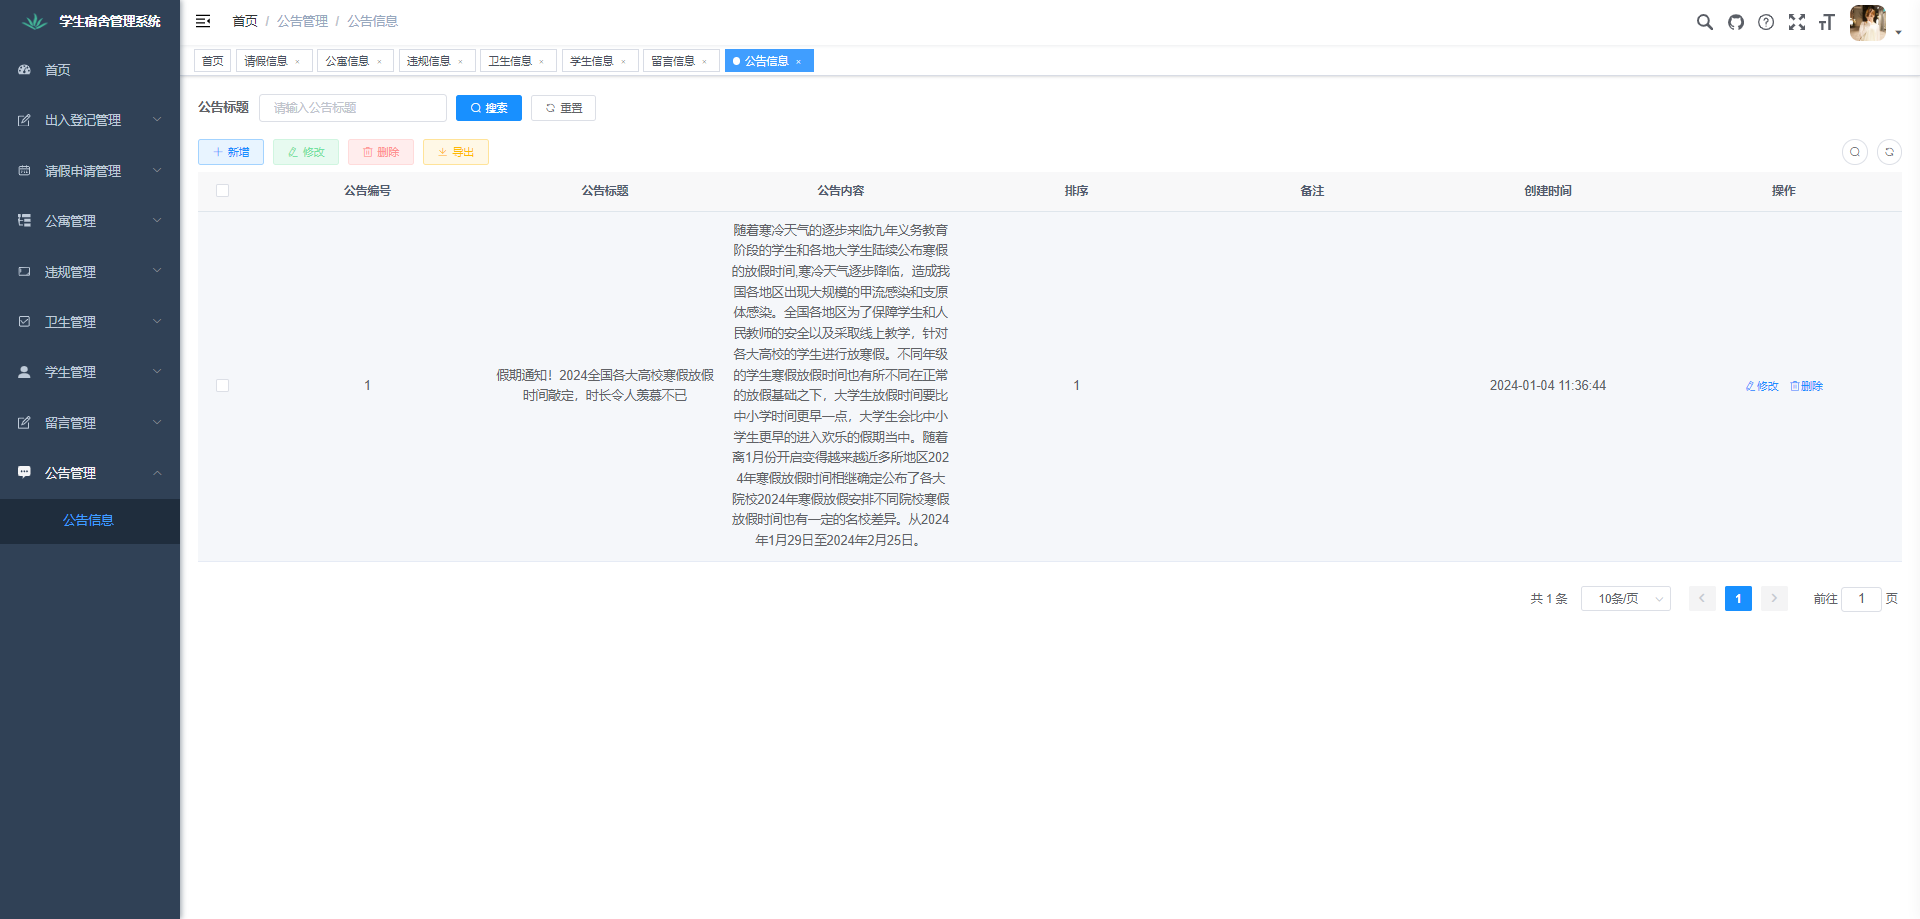 学生宿舍管理系统
首页
出入登记管理
请假申请管理
公寓管理
违规管理
卫生管理
学生管理
留言管理
公告管理
公告信息
首页 / 公告管理 / 公告信息
首页 请假信息 × 公寓信息 × 违规信息 × 卫生信息 × 学生信息 × 留言信息 × 公告信息 ×
公告标题 请输入公告标题 搜索 重置
新增 修改 删除 导出
公告编号 公告标题 公告内容 排序 备注 创建时间 操作
1
假期通知！2024全国各大高校寒假放假
时间敲定，时长令人羡慕不已
随着寒冷天气的逐步来临九年义务教育
阶段的学生和各地大学生陆续公布寒假
的放假时间,寒冷天气逐步降临，造成我
国各地区出现大规模的甲流感染和支原
体感染。全国各地区为了保障学生和人
民教师的安全以及采取线上教学，针对
各大高校的学生进行放寒假。不同年级
的学生寒假放假时间也有所不同在正常
的放假基础之下，大学生放假时间要比
中小学时间更早一点，大学生会比中小
学生更早的进入欢乐的假期当中。随着
离1月份开启变得越来越近多所地区202
4年寒假放假时间相继确定公布了各大
院校2024年寒假放假安排不同院校寒假
放假时间也有一定的名校差异。从2024
年1月29日至2024年2月25日。
1
2024-01-04 11:36:44
修改 删除
共 1 条 10条/页 1 前往 1 页